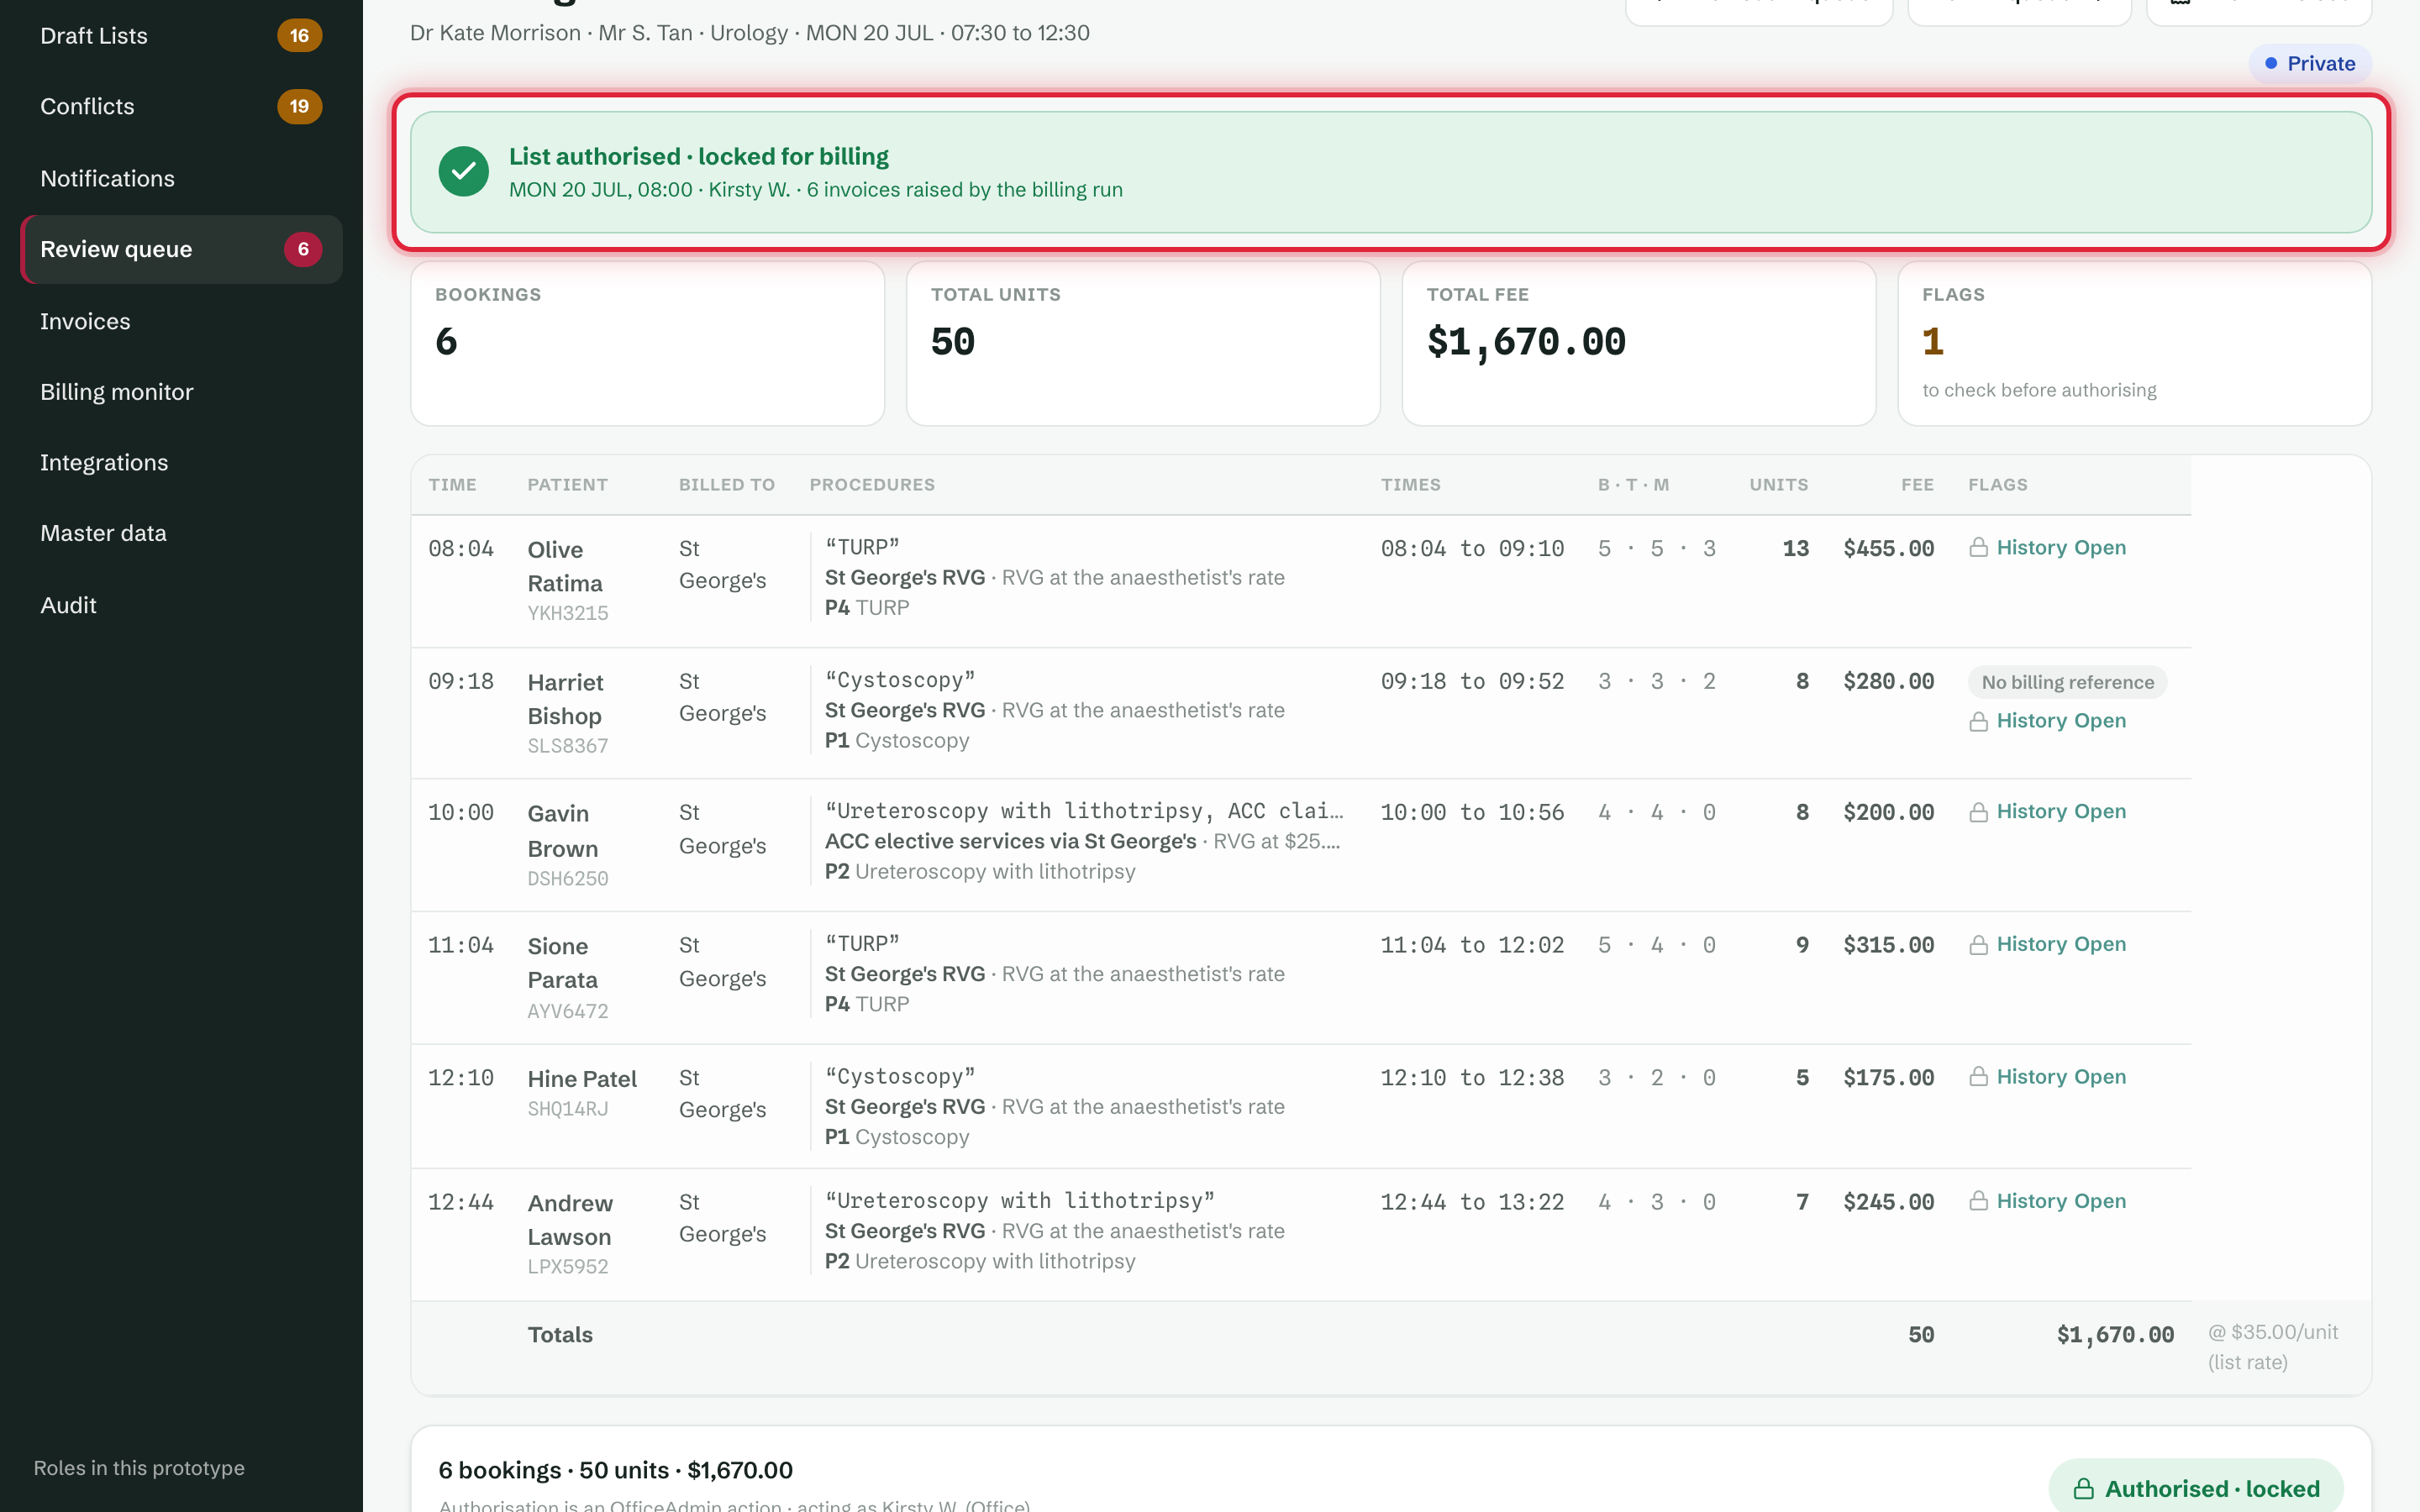 Draft Lists 16
Conflicts 19
Notifications
Review queue 6
Invoices
Billing monitor
Integrations
Master data
Audit
Roles in this prototype
Dr Kate Morrison · Mr S. Tan · Urology · MON 20 JUL · 07:30 to 12:30
Private
List authorised · locked for billing
MON 20 JUL, 08:00 · Kirsty W. · 6 invoices raised by the billing run
BOOKINGS
6
TOTAL UNITS
50
TOTAL FEE
$1,670.00
FLAGS
1
to check before authorising
TIME PATIENT BILLED TO PROCEDURES TIMES B · T · M UNITS FEE FLAGS
08:04 Olive Ratima YKH3215 St George's “TURP” 08:04 to 09:10 5 · 5 · 3 13 $455.00 History Open
St George's RVG · RVG at the anaesthetist's rate
P4 TURP
09:18 Harriet Bishop SLS8367 St George's “Cystoscopy” 09:18 to 09:52 3 · 3 · 2 8 $280.00 No billing reference
St George's RVG · RVG at the anaesthetist's rate History Open
P1 Cystoscopy
10:00 Gavin Brown DSH6250 St George's “Ureteroscopy with lithotripsy, ACC clai… 10:00 to 10:56 4 · 4 · 0 8 $200.00 History Open
ACC elective services via St George's · RVG at $25.…
P2 Ureteroscopy with lithotripsy
11:04 Sione Parata AYV6472 St George's “TURP” 11:04 to 12:02 5 · 4 · 0 9 $315.00 History Open
St George's RVG · RVG at the anaesthetist's rate
P4 TURP
12:10 Hine Patel SHQ14RJ St George's “Cystoscopy” 12:10 to 12:38 3 · 2 · 0 5 $175.00 History Open
St George's RVG · RVG at the anaesthetist's rate
P1 Cystoscopy
12:44 Andrew Lawson LPX5952 St George's “Ureteroscopy with lithotripsy” 12:44 to 13:22 4 · 3 · 0 7 $245.00 History Open
St George's RVG · RVG at the anaesthetist's rate
P2 Ureteroscopy with lithotripsy
Totals 50 $1,670.00 @ $35.00/unit
(list rate)
6 bookings · 50 units · $1,670.00
Authorisation is an OfficeAdmin action · acting as Kirsty W. (Office)
Authorised · locked